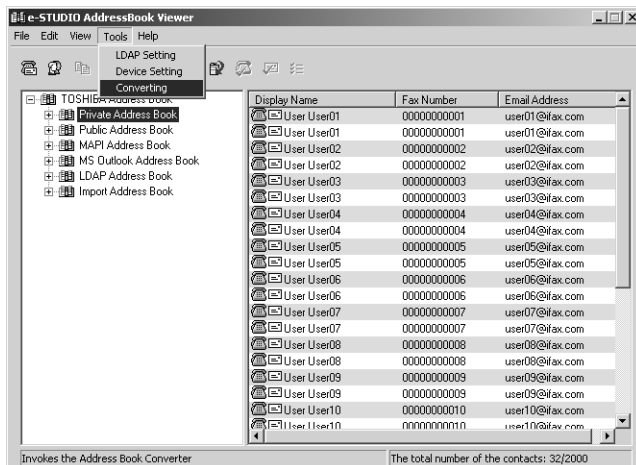 e-STUDIO AddressBook Viewer
File Edit View Tools Help
LDAP Setting
Device Setting
Converting
TOSHIBA Address Book
Private Address Book
Public Address Book
MAPI Address Book
MS Outlook Address Book
LDAP Address Book
Import Address Book
Display Name Fax Number Email Address
User User01 00000000001 user01@ifax.com
User User01 00000000001 user01@ifax.com
User User02 00000000002 user02@ifax.com
User User02 00000000002 user02@ifax.com
User User03 00000000003 user03@ifax.com
User User03 00000000003 user03@ifax.com
User User04 00000000004 user04@ifax.com
User User04 00000000004 user04@ifax.com
User User05 00000000005 user05@ifax.com
User User05 00000000005 user05@ifax.com
User User06 00000000006 user06@ifax.com
User User06 00000000006 user06@ifax.com
User User07 00000000007 user07@ifax.com
User User07 00000000007 user07@ifax.com
User User08 00000000008 user08@ifax.com
User User08 00000000008 user08@ifax.com
User User09 00000000009 user09@ifax.com
User User09 00000000009 user09@ifax.com
User User10 00000000010 user10@ifax.com
User User10 00000000010 user10@ifax.com
Invokes the Address Book Converter
The total number of the contacts: 32/2000